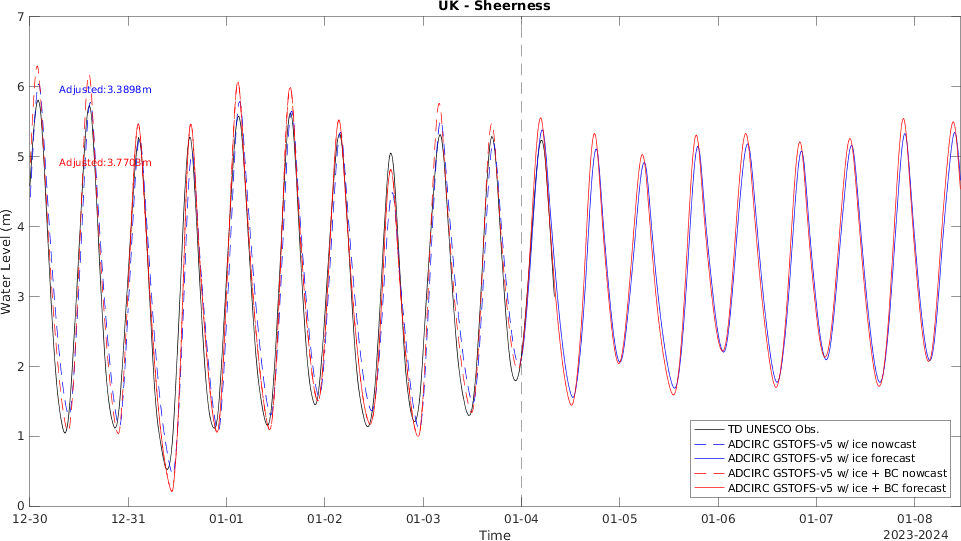 UK - Sheerness
7
6
5
4
3
2
1
0
Water Level (m)
Adjusted:3.3898m
Adjusted:3.7708m
12-30
12-31
01-01
01-02
01-03
01-04
01-05
01-06
01-07
01-08
Time
2023-2024
TD UNESCO Obs.
ADCIRC GSTOFS-v5 w/ ice nowcast
ADCIRC GSTOFS-v5 w/ ice forecast
ADCIRC GSTOFS-v5 w/ ice + BC nowcast
ADCIRC GSTOFS-v5 w/ ice + BC forecast